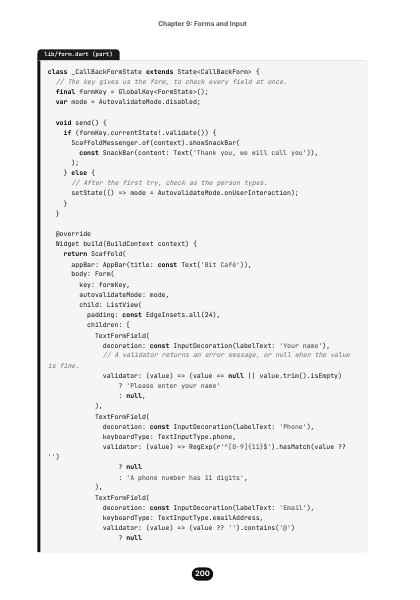 Chapter 9: Forms and Input
lib/form.dart (part)
class _CallBackFormState extends State<CallBackForm> {
  // The key gives us the form, to check every field at once.
  final formKey = GlobalKey<FormState>();
  var mode = AutovalidateMode.disabled;

  void send() {
    if (formKey.currentState!.validate()) {
      ScaffoldMessenger.of(context).showSnackBar(
        const SnackBar(content: Text('Thank you, we will call you')),
      );
    } else {
      // After the first try, check as the person types.
      setState(() => mode = AutovalidateMode.onUserInteraction);
    }
  }

  @override
  Widget build(BuildContext context) {
    return Scaffold(
      appBar: AppBar(title: const Text('Bit Café')),
      body: Form(
        key: formKey,
        autovalidateMode: mode,
        child: ListView(
          padding: const EdgeInsets.all(24),
          children: [
            TextFormField(
              decoration: const InputDecoration(labelText: 'Your name'),
              // A validator returns an error message, or null when the value
is fine.
              validator: (value) => (value == null || value.trim().isEmpty)
                  ? 'Please enter your name'
                  : null,
            ),
            TextFormField(
              decoration: const InputDecoration(labelText: 'Phone'),
              keyboardType: TextInputType.phone,
              validator: (value) => RegExp(r'^[0-9]{11}$').hasMatch(value ??
'')
                  ? null
                  : 'A phone number has 11 digits',
            ),
            TextFormField(
              decoration: const InputDecoration(labelText: 'Email'),
              keyboardType: TextInputType.emailAddress,
              validator: (value) => (value ?? '').contains('@')
                  ? null
200